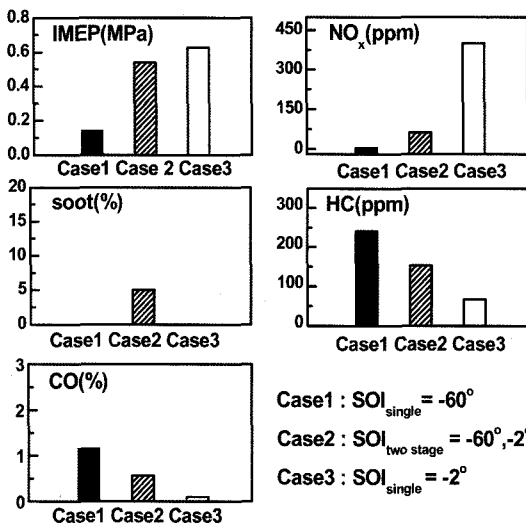 IMEP(MPa)
0.8
0.6
0.4
0.2
0.0
Case1 Case 2 Case3
NOx(ppm)
450
300
150
0
Case1 Case2 Case3
soot(%)
20
15
10
5
0
Case1 Case2 Case3
HC(ppm)
300
200
100
0
Case1 Case2 Case3
CO(%)
3
2
1
0
Case1 Case2 Case3
Case1 : SOIsingle = -60°
Case2 : SOItwo stage = -60°,-2°
Case3 : SOIsingle = -2°